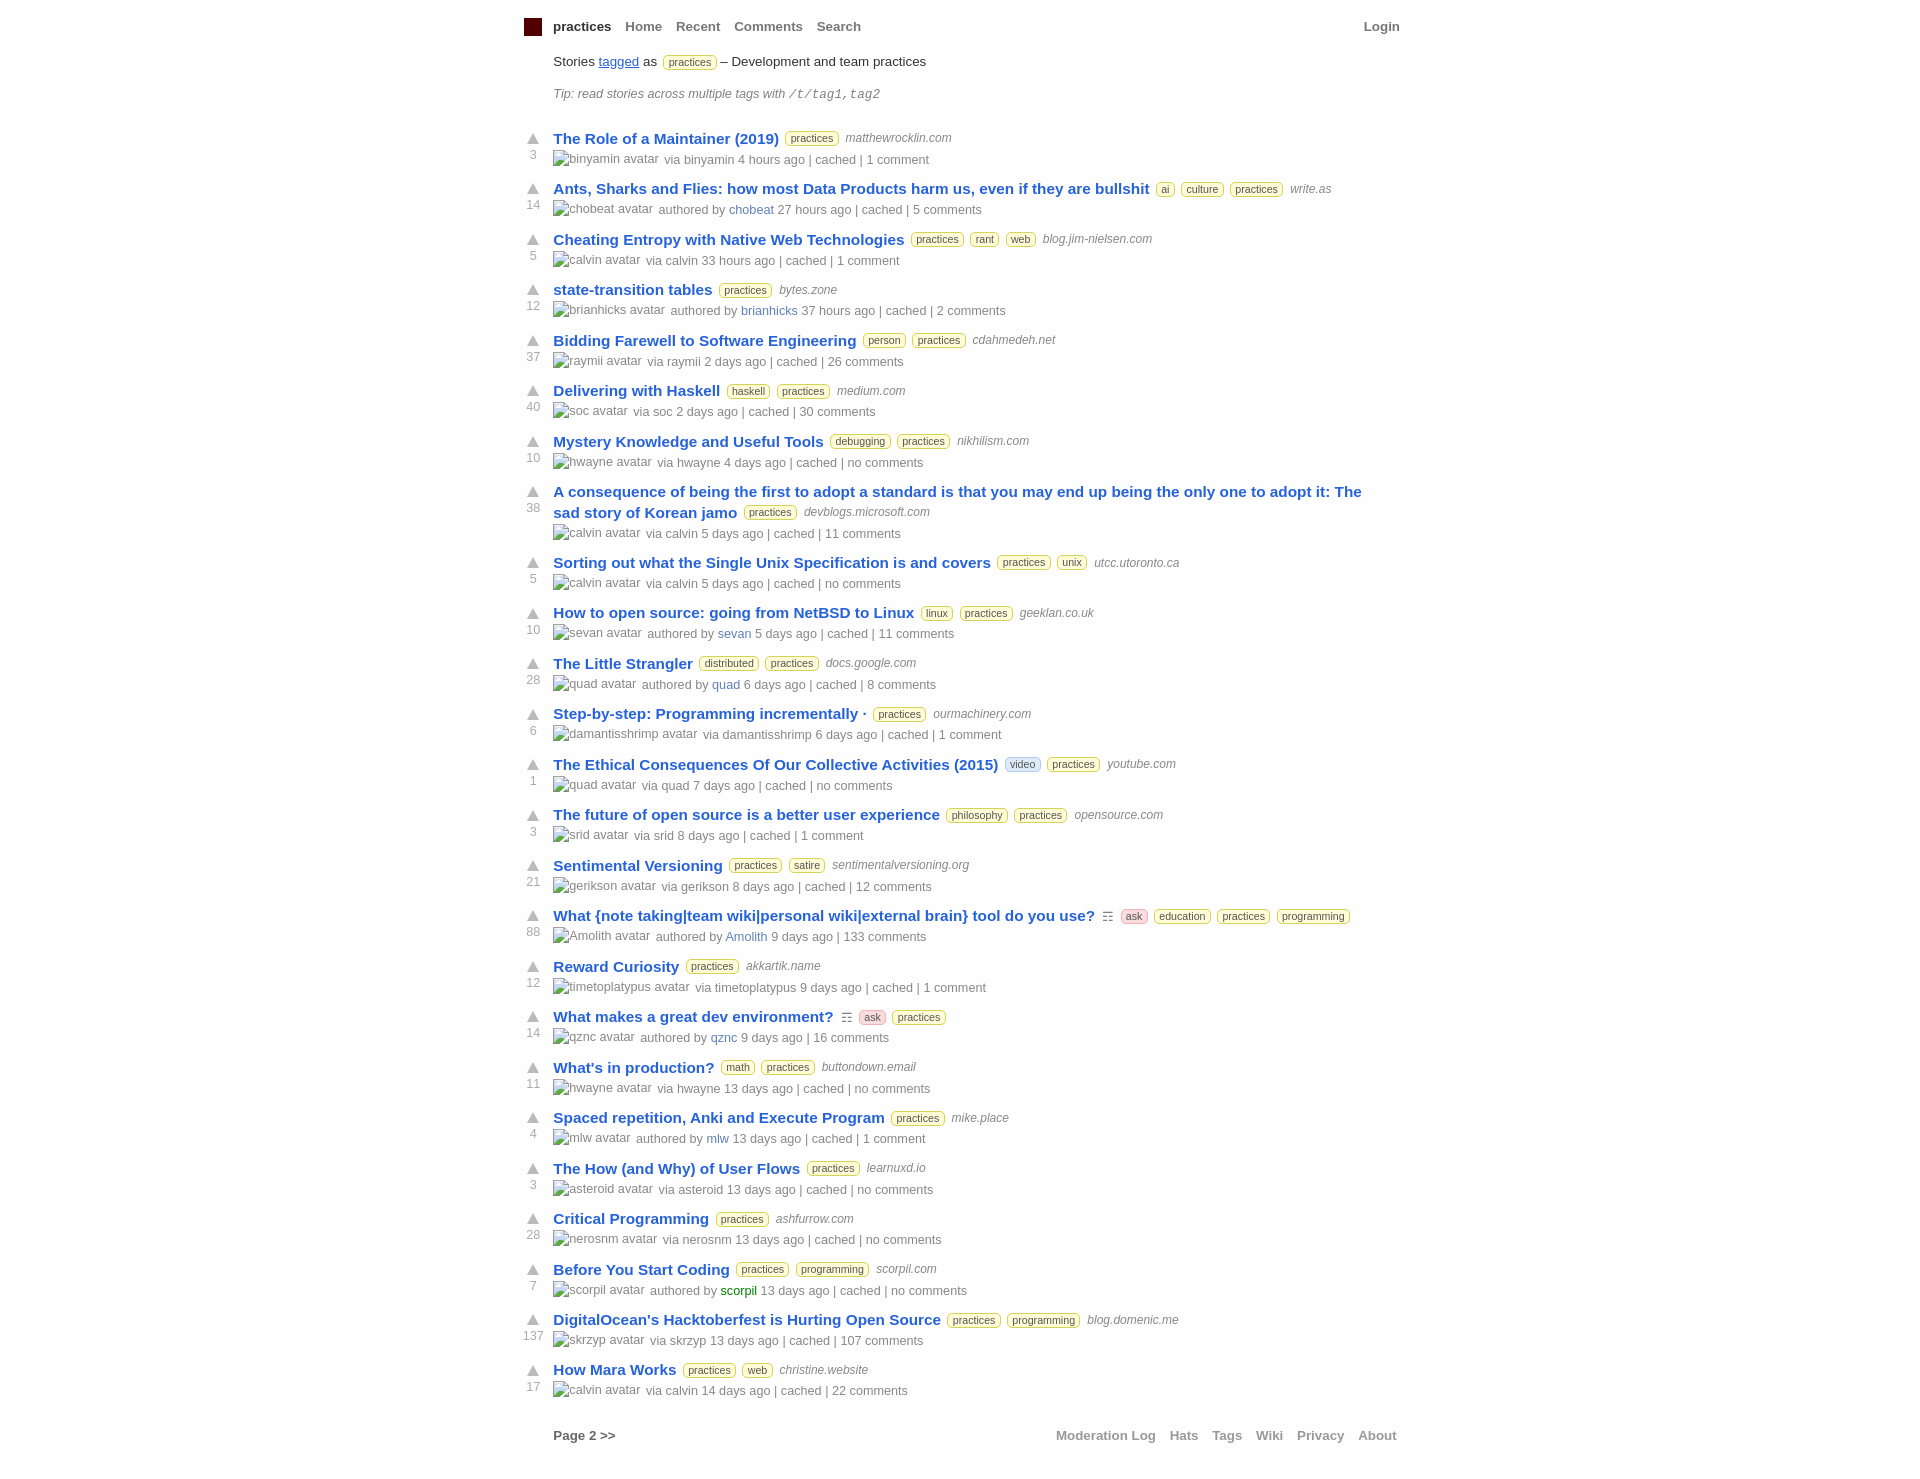 practices Home Recent Comments Search Login
Stories tagged as practices – Development and team practices
Tip: read stories across multiple tags with /t/tag1,tag2
The Role of a Maintainer (2019) practices matthewrocklin.com
3 binyamin avatar via binyamin 4 hours ago | cached | 1 comment
Ants, Sharks and Flies: how most Data Products harm us, even if they are bullshit ai culture practices write.as
14 chobeat avatar authored by chobeat 27 hours ago | cached | 5 comments
Cheating Entropy with Native Web Technologies practices rant web blog.jim-nielsen.com
5 calvin avatar via calvin 33 hours ago | cached | 1 comment
state-transition tables practices bytes.zone
12 brianhicks avatar authored by brianhicks 37 hours ago | cached | 2 comments
Bidding Farewell to Software Engineering person practices cdahmedeh.net
37 raymii avatar via raymii 2 days ago | cached | 26 comments
Delivering with Haskell haskell practices medium.com
40 soc avatar via soc 2 days ago | cached | 30 comments
Mystery Knowledge and Useful Tools debugging practices nikhilism.com
10 hwayne avatar via hwayne 4 days ago | cached | no comments
A consequence of being the first to adopt a standard is that you may end up being the only one to adopt it: The
38 sad story of Korean jamo practices devblogs.microsoft.com
calvin avatar via calvin 5 days ago | cached | 11 comments
Sorting out what the Single Unix Specification is and covers practices unix utcc.utoronto.ca
5 calvin avatar via calvin 5 days ago | cached | no comments
How to open source: going from NetBSD to Linux linux practices geeklan.co.uk
10 sevan avatar authored by sevan 5 days ago | cached | 11 comments
The Little Strangler distributed practices docs.google.com
28 quad avatar authored by quad 6 days ago | cached | 8 comments
Step-by-step: Programming incrementally · practices ourmachinery.com
6 damantisshrimp avatar via damantisshrimp 6 days ago | cached | 1 comment
The Ethical Consequences Of Our Collective Activities (2015) video practices youtube.com
1 quad avatar via quad 7 days ago | cached | no comments
The future of open source is a better user experience philosophy practices opensource.com
3 srid avatar via srid 8 days ago | cached | 1 comment
Sentimental Versioning practices satire sentimentalversioning.org
21 gerikson avatar via gerikson 8 days ago | cached | 12 comments
What {note taking|team wiki|personal wiki|external brain} tool do you use? ☶ ask education practices programming
88 Amolith avatar authored by Amolith 9 days ago | 133 comments
Reward Curiosity practices akkartik.name
12 timetoplatypus avatar via timetoplatypus 9 days ago | cached | 1 comment
What makes a great dev environment? ☶ ask practices
14 qznc avatar authored by qznc 9 days ago | 16 comments
What's in production? math practices buttondown.email
11 hwayne avatar via hwayne 13 days ago | cached | no comments
Spaced repetition, Anki and Execute Program practices mike.place
4 mlw avatar authored by mlw 13 days ago | cached | 1 comment
The How (and Why) of User Flows practices learnuxd.io
3 asteroid avatar via asteroid 13 days ago | cached | no comments
Critical Programming practices ashfurrow.com
28 nerosnm avatar via nerosnm 13 days ago | cached | no comments
Before You Start Coding practices programming scorpil.com
7 scorpil avatar authored by scorpil 13 days ago | cached | no comments
DigitalOcean's Hacktoberfest is Hurting Open Source practices programming blog.domenic.me
137 skrzyp avatar via skrzyp 13 days ago | cached | 107 comments
How Mara Works practices web christine.website
17 calvin avatar via calvin 14 days ago | cached | 22 comments
Page 2 >> Moderation Log Hats Tags Wiki Privacy About